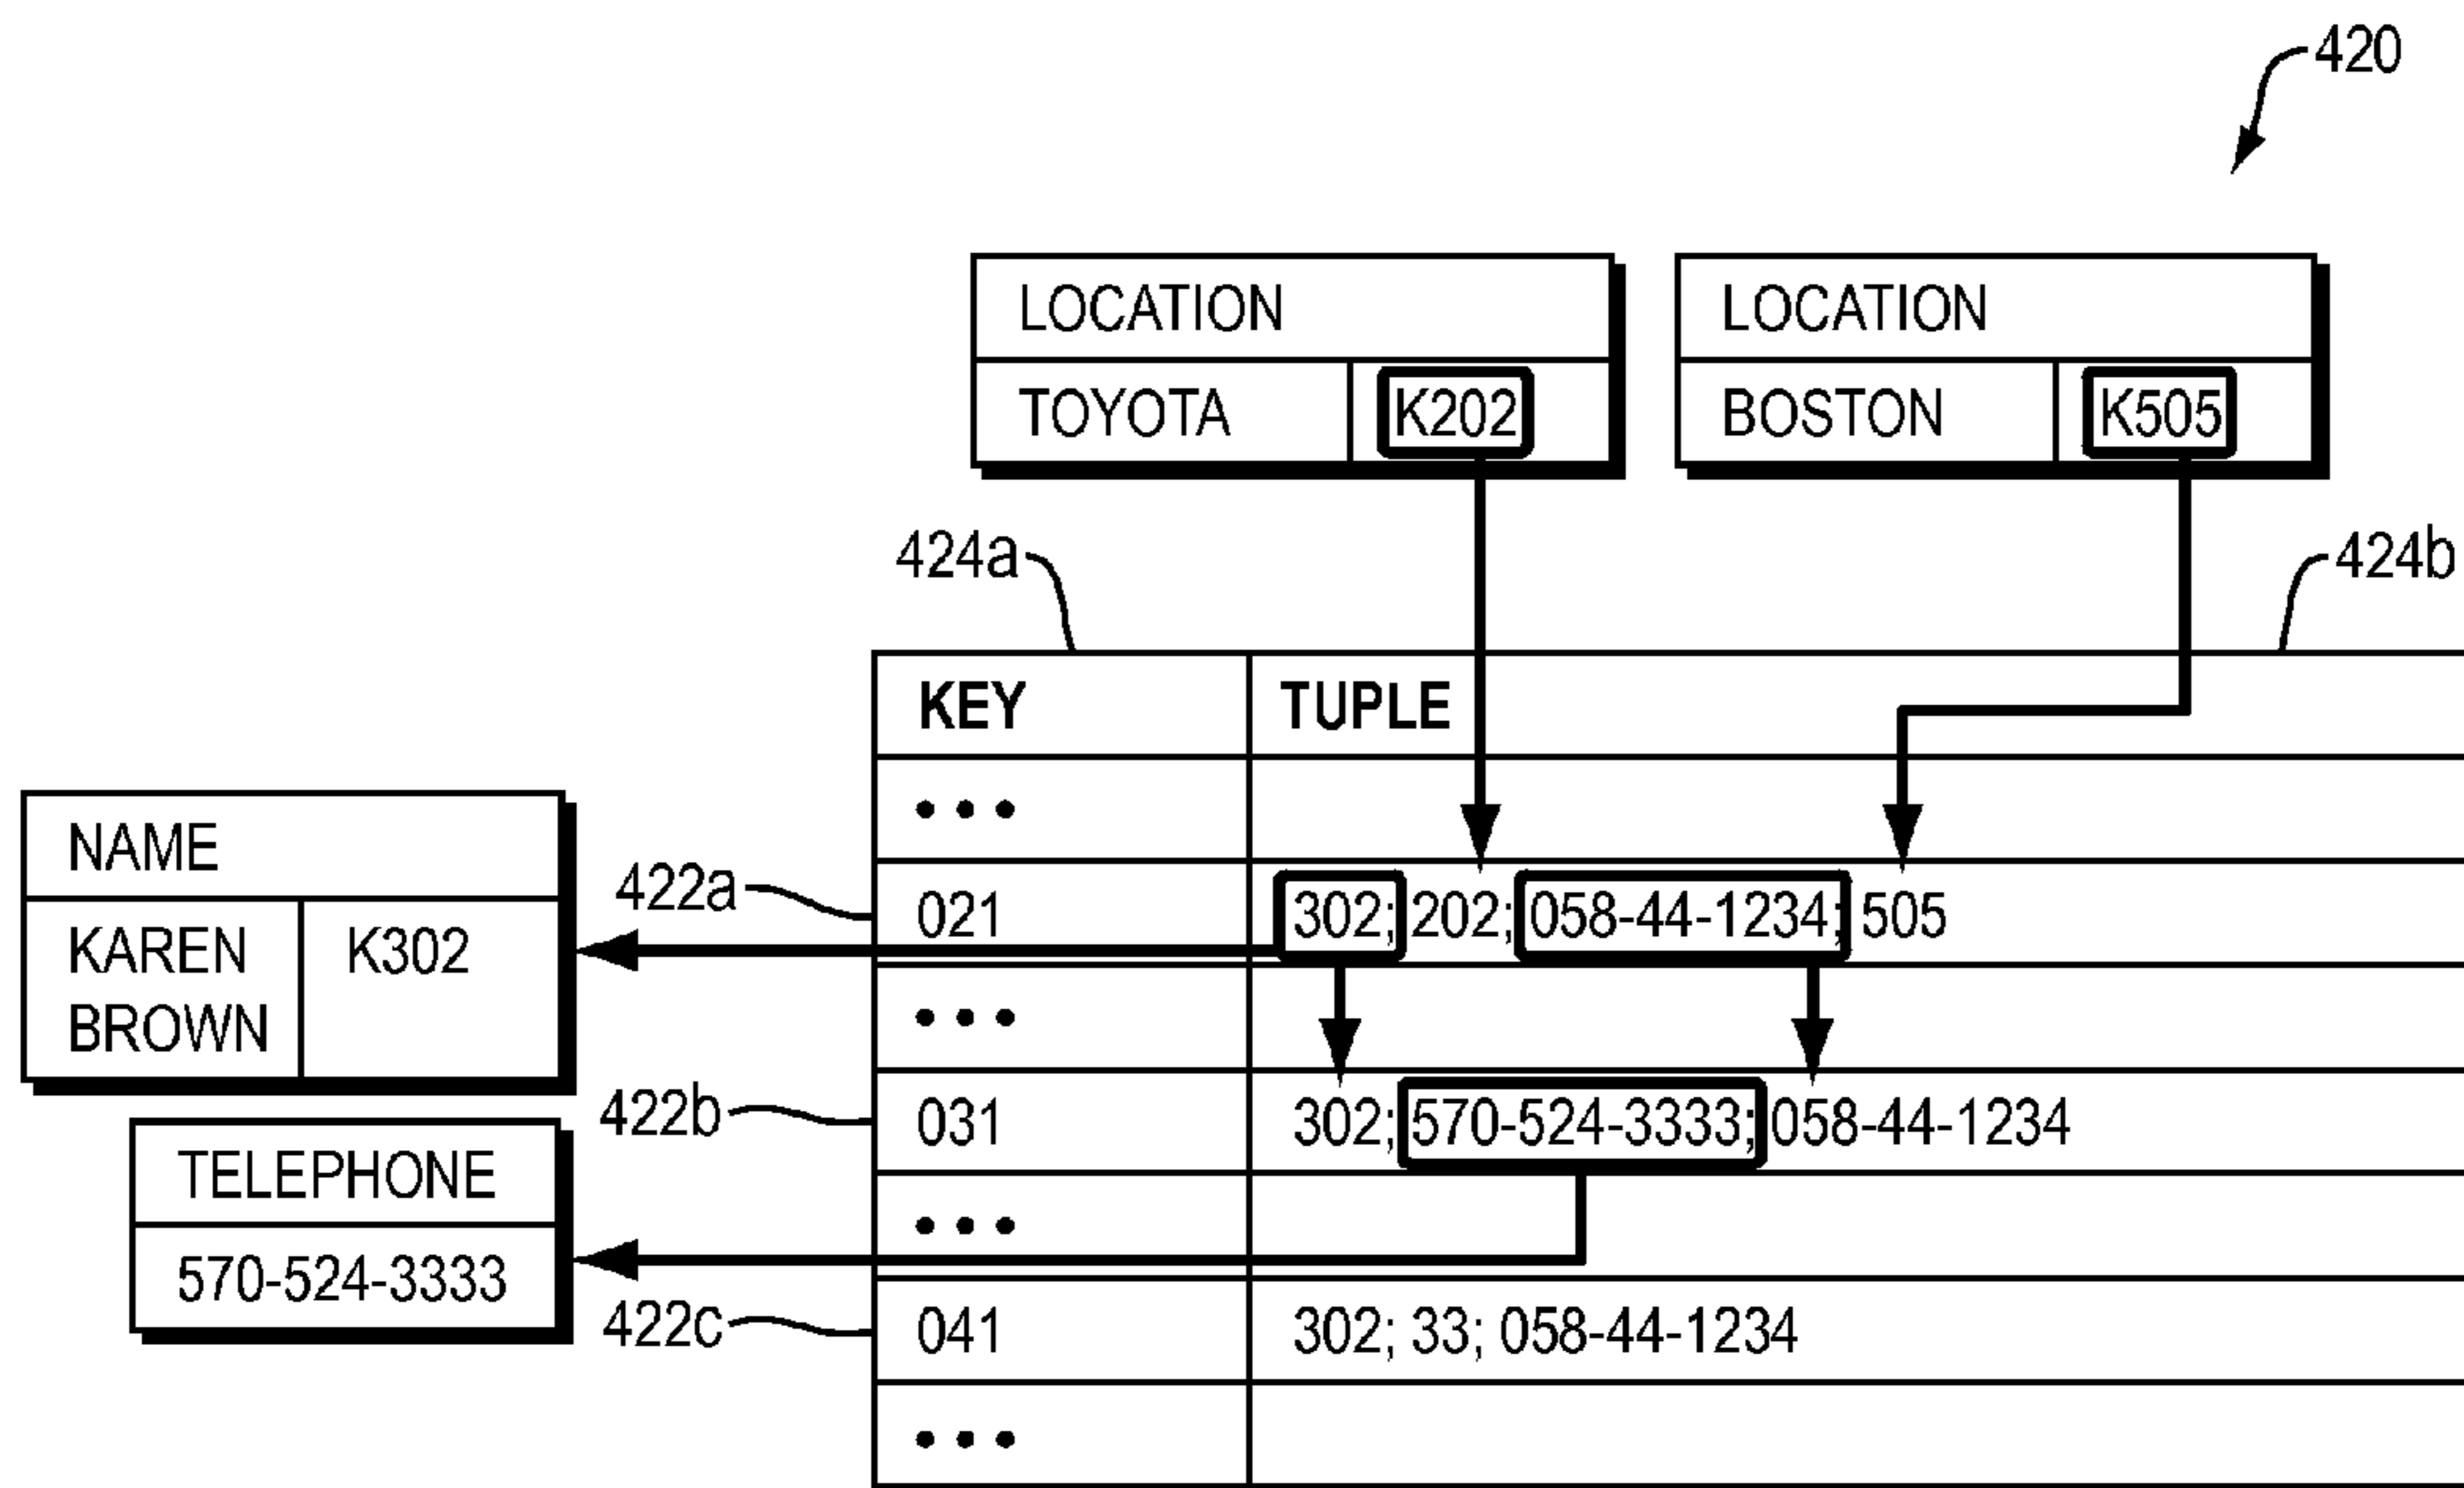 420
LOCATION
TOYOTA K202
LOCATION
BOSTON K505
424a
424b
KEY TUPLE
•••
021 302; 202; 058-44-1234; 505
•••
031 302; 570-524-3333; 058-44-1234
•••
041 302; 33; 058-44-1234
•••
NAME
KAREN K302
BROWN
TELEPHONE
570-524-3333
422a
422b
422c